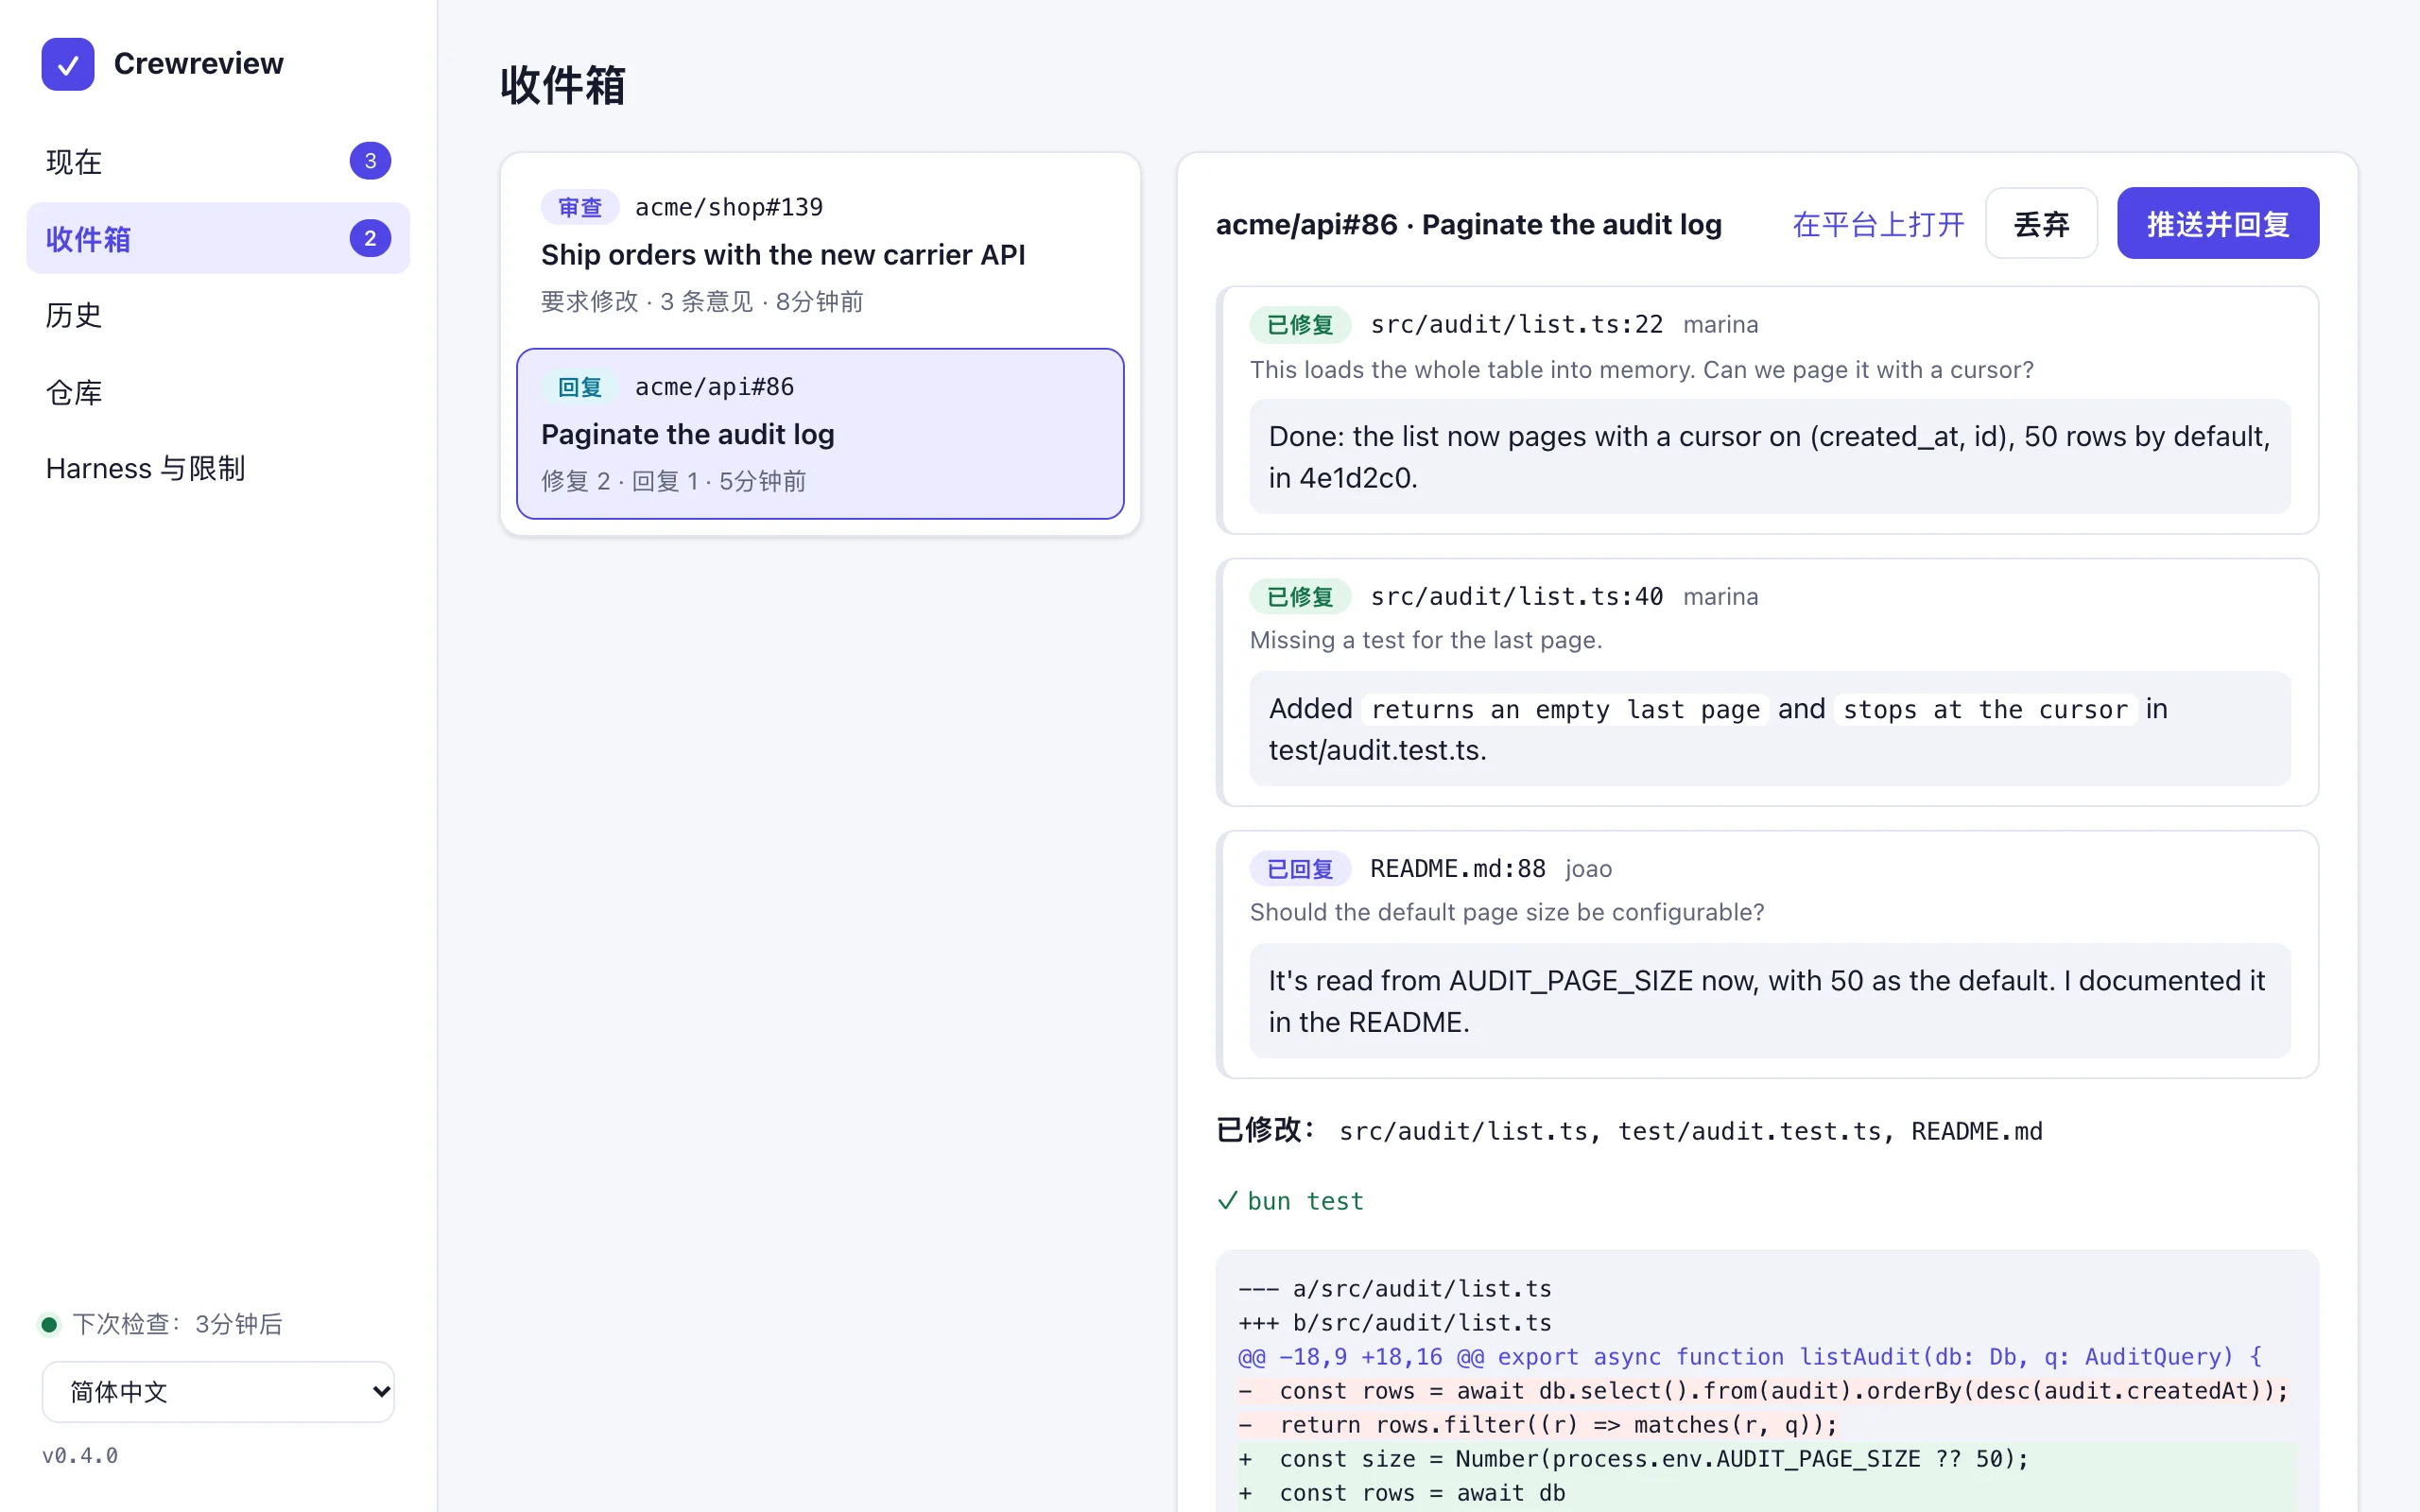 Crewreview
现在 3
收件箱 2
历史
仓库
Harness 与限制
下次检查：3分钟后
简体中文
v0.4.0
收件箱
审查 acme/shop#139
Ship orders with the new carrier API
要求修改 · 3 条意见 · 8分钟前
回复 acme/api#86
Paginate the audit log
修复 2 · 回复 1 · 5分钟前
acme/api#86 · Paginate the audit log 在平台上打开 丢弃 推送并回复
已修复 src/audit/list.ts:22 marina
This loads the whole table into memory. Can we page it with a cursor?
Done: the list now pages with a cursor on (created_at, id), 50 rows by default,
in 4e1d2c0.
已修复 src/audit/list.ts:40 marina
Missing a test for the last page.
Added returns an empty last page and stops at the cursor in
test/audit.test.ts.
已回复 README.md:88 joao
Should the default page size be configurable?
It's read from AUDIT_PAGE_SIZE now, with 50 as the default. I documented it
in the README.
已修改： src/audit/list.ts, test/audit.test.ts, README.md
✓ bun test
--- a/src/audit/list.ts
+++ b/src/audit/list.ts
@@ -18,9 +18,16 @@ export async function listAudit(db: Db, q: AuditQuery) {
-  const rows = await db.select().from(audit).orderBy(desc(audit.createdAt));
-  return rows.filter((r) => matches(r, q));
+  const size = Number(process.env.AUDIT_PAGE_SIZE ?? 50);
+  const rows = await db